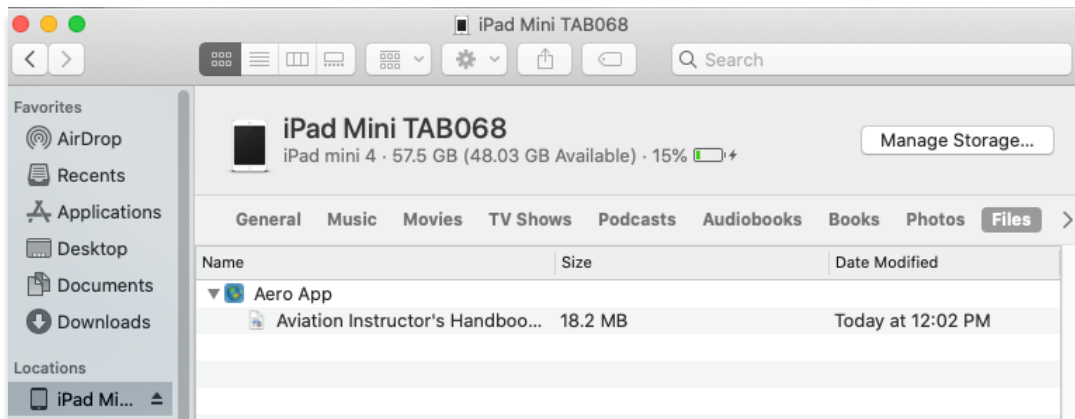 iPad Mini TAB068
Search
Favorites
AirDrop
Recents
Applications
Desktop
Documents
Downloads
Locations
iPad Mi...
iPad Mini TAB068
iPad mini 4 · 57.5 GB (48.03 GB Available) · 15%
Manage Storage...
General Music Movies TV Shows Podcasts Audiobooks Books Photos Files
Name Size Date Modified
Aero App
Aviation Instructor's Handboo... 18.2 MB Today at 12:02 PM